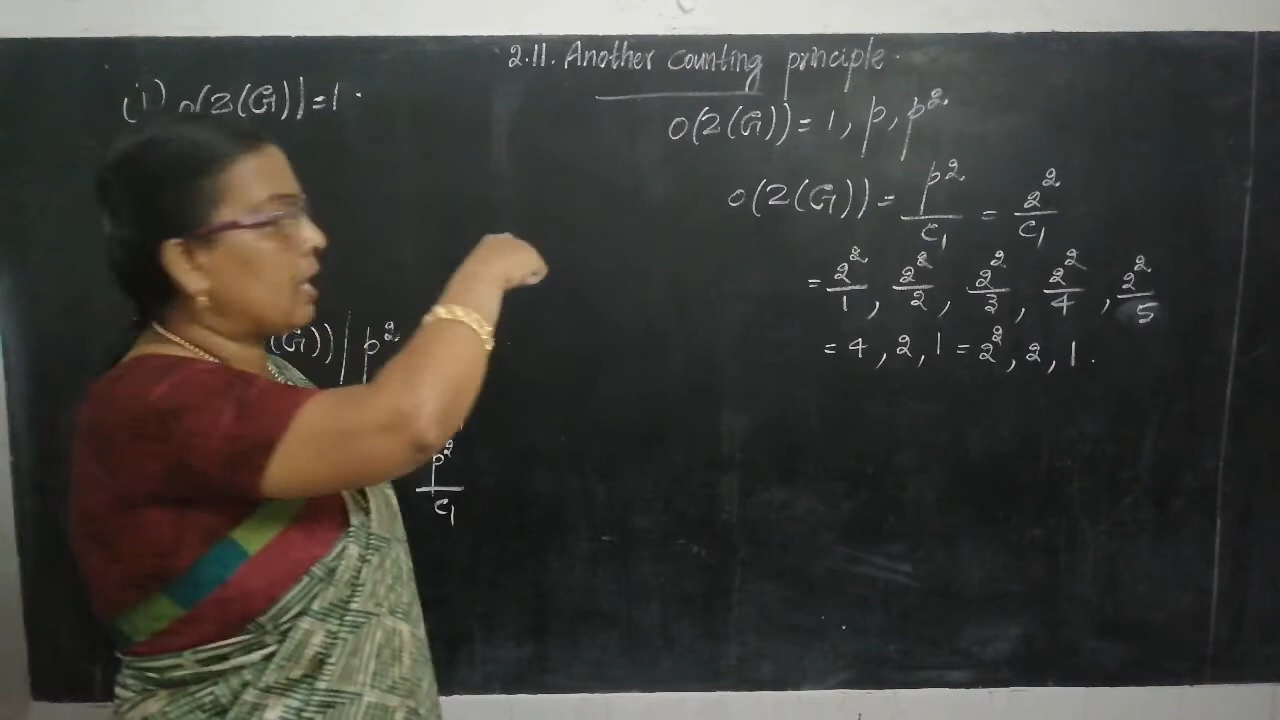 2.11. Another counting principle.
(i) o(Z(G)) = 1.
(G)) | p²
p²/c₁
o(Z(G)) = 1, p, p²
o(Z(G)) = p²/c₁ = 2²/c₁
= 2²/1, 2²/2, 2²/3, 2²/4, 2²/5
= 4, 2, 1 = 2², 2, 1.